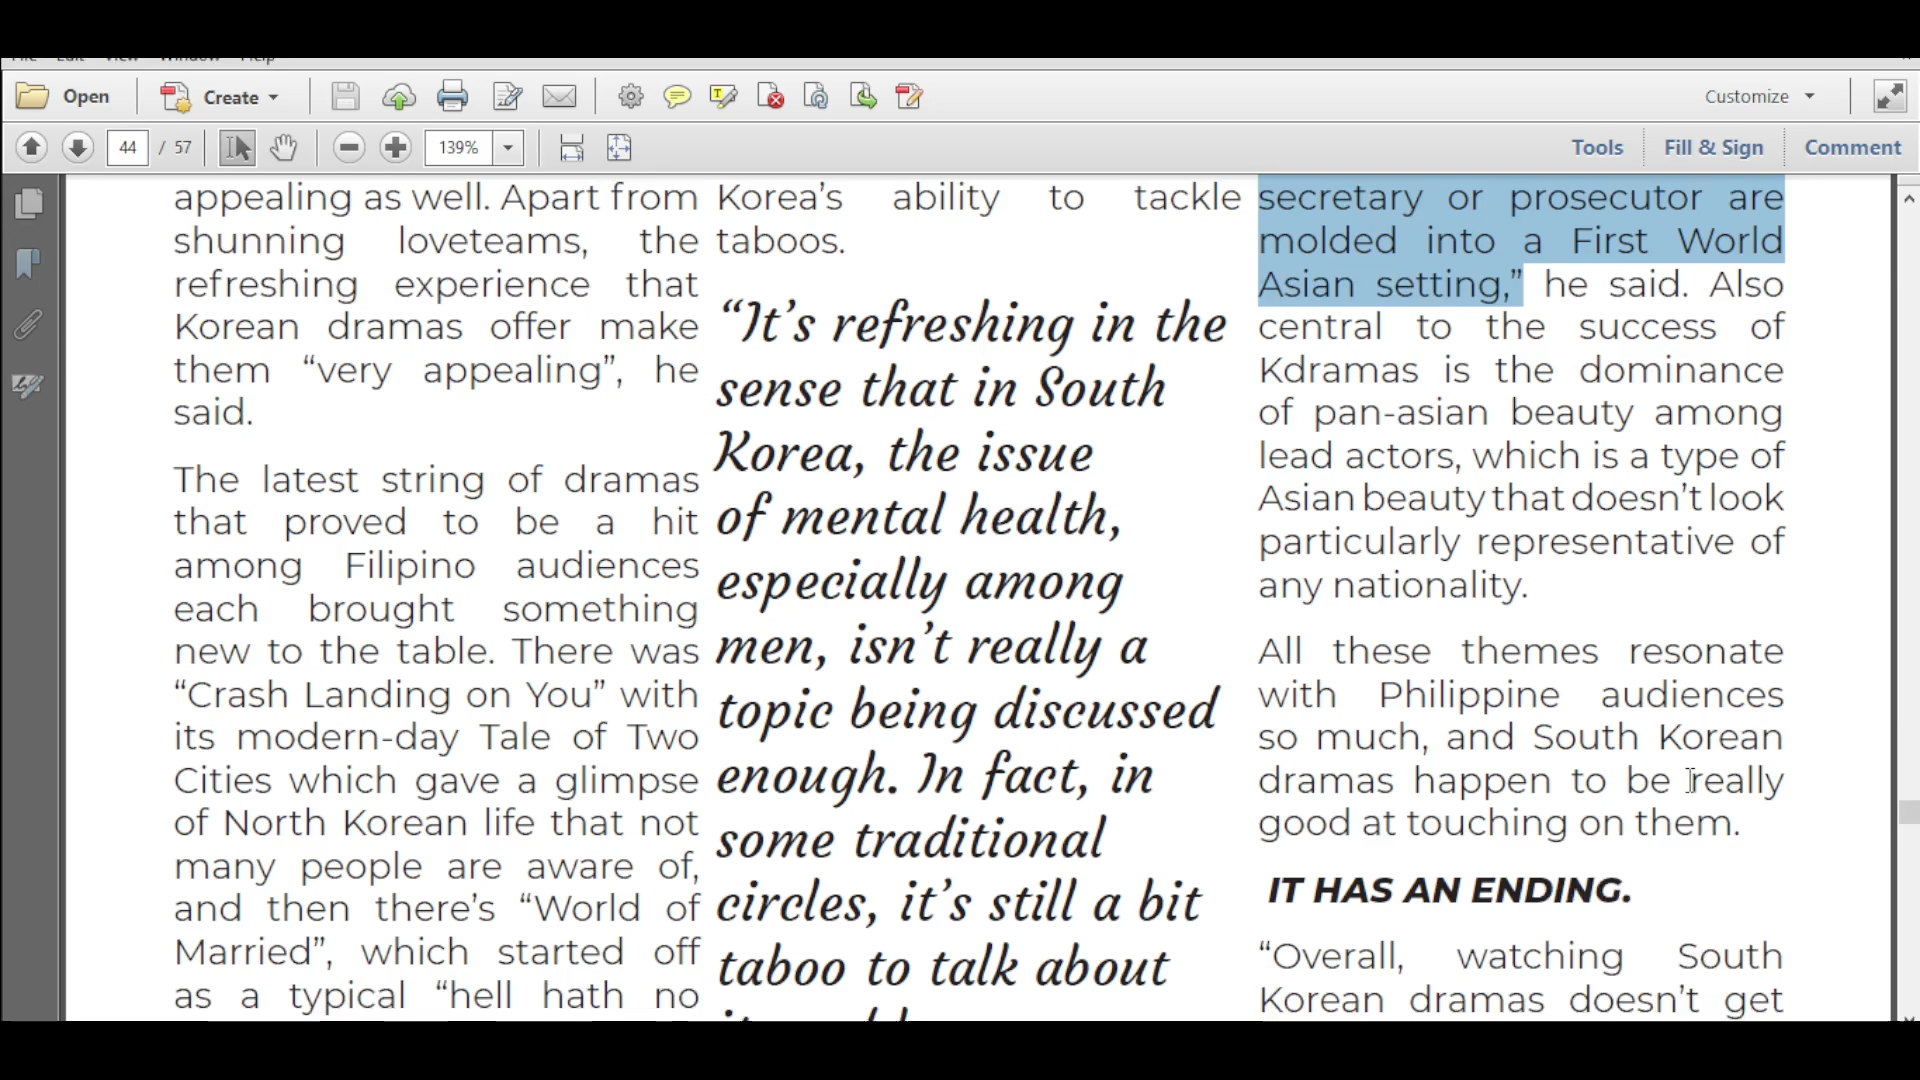 File Edit View Window Help
Open
Create
Customize
44 / 57
139%
Tools
Fill & Sign
Comment
appealing as well. Apart from
shunning loveteams, the
refreshing experience that
Korean dramas offer make
them “very appealing”, he
said.
The latest string of dramas
that proved to be a hit
among Filipino audiences
each brought something
new to the table. There was
“Crash Landing on You” with
its modern-day Tale of Two
Cities which gave a glimpse
of North Korean life that not
many people are aware of,
and then there’s “World of
Married”, which started off
as a typical “hell hath no
Korea’s ability to tackle
taboos.
“It’s refreshing in the
sense that in South
Korea, the issue
of mental health,
especially among
men, isn’t really a
topic being discussed
enough. In fact, in
some traditional
circles, it’s still a bit
taboo to talk about
secretary or prosecutor are
molded into a First World
Asian setting,” he said. Also
central to the success of
Kdramas is the dominance
of pan-asian beauty among
lead actors, which is a type of
Asian beauty that doesn’t look
particularly representative of
any nationality.
All these themes resonate
with Philippine audiences
so much, and South Korean
dramas happen to be really
good at touching on them.
IT HAS AN ENDING.
“Overall, watching South
Korean dramas doesn’t get